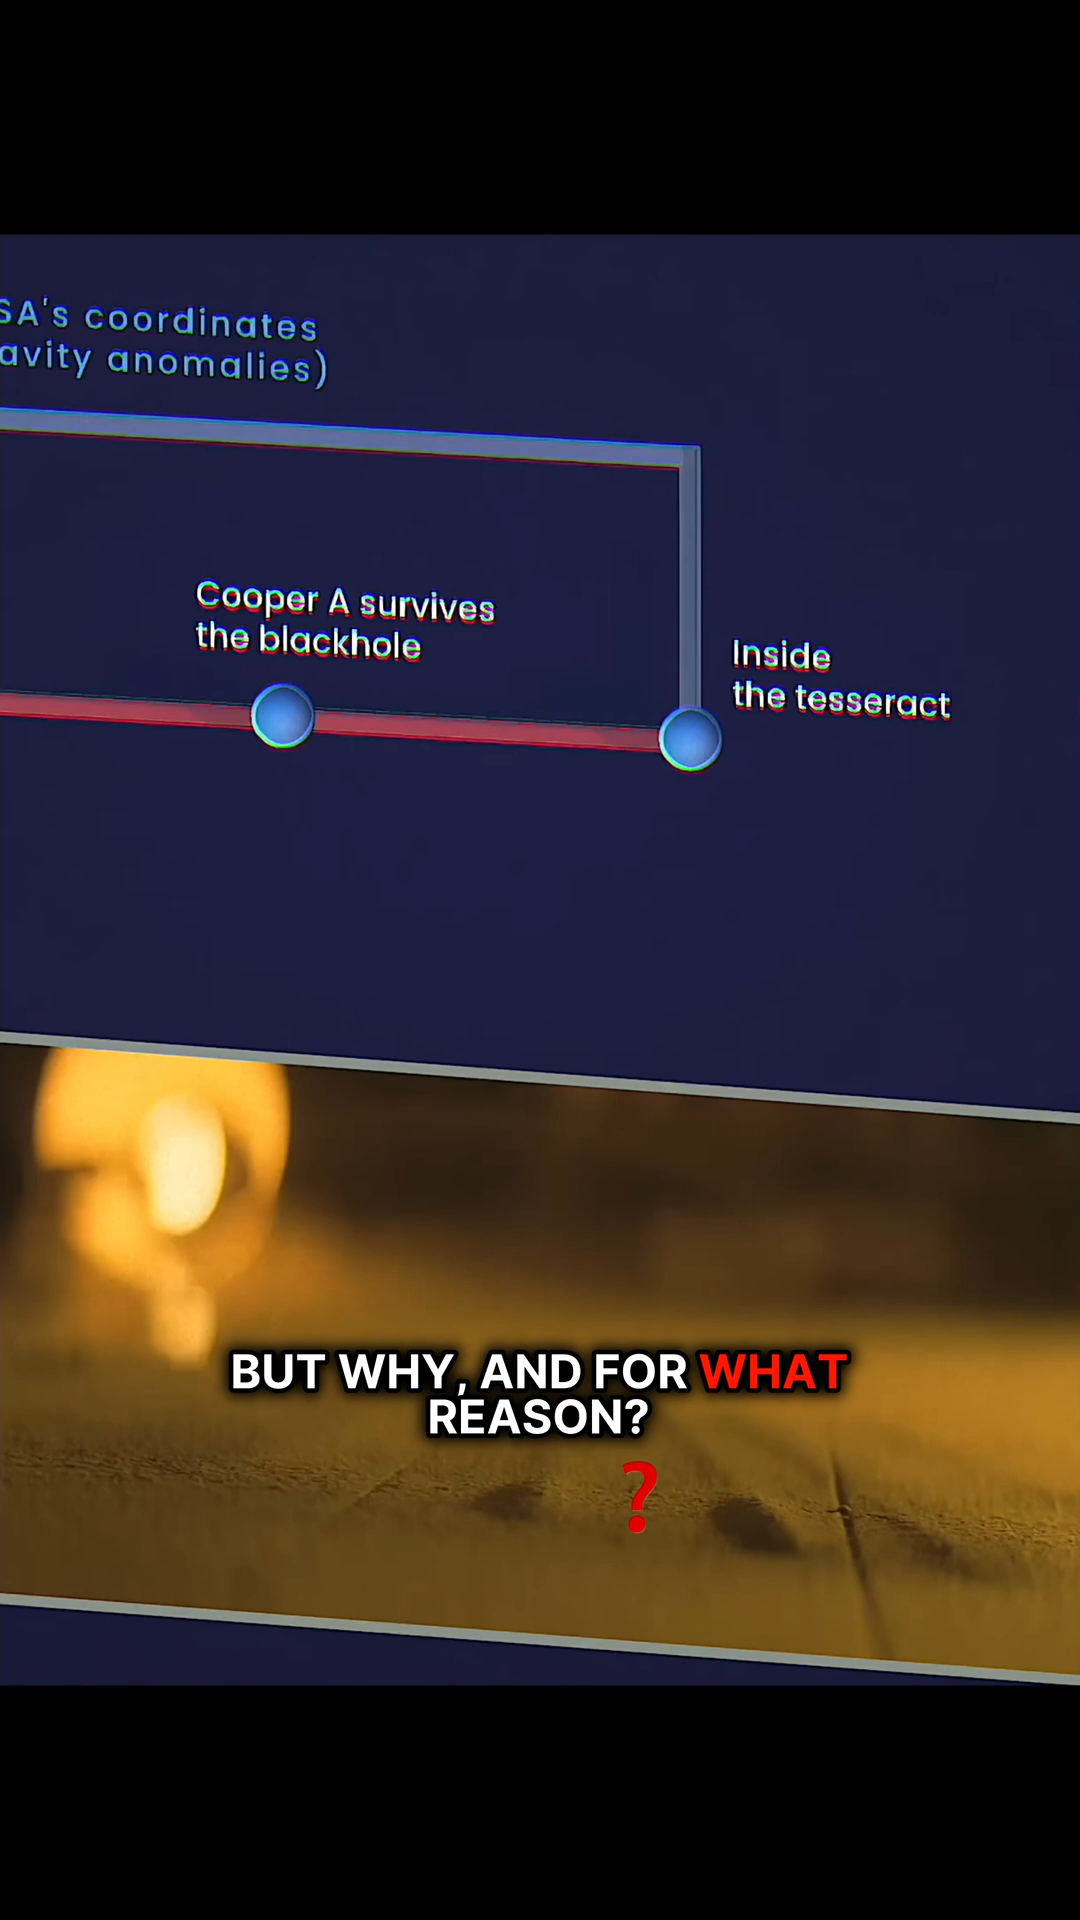 SA's coordinates
avity anomalies)
Cooper A survives
the blackhole
Inside
the tesseract
BUT WHY, AND FOR WHAT
REASON?
?